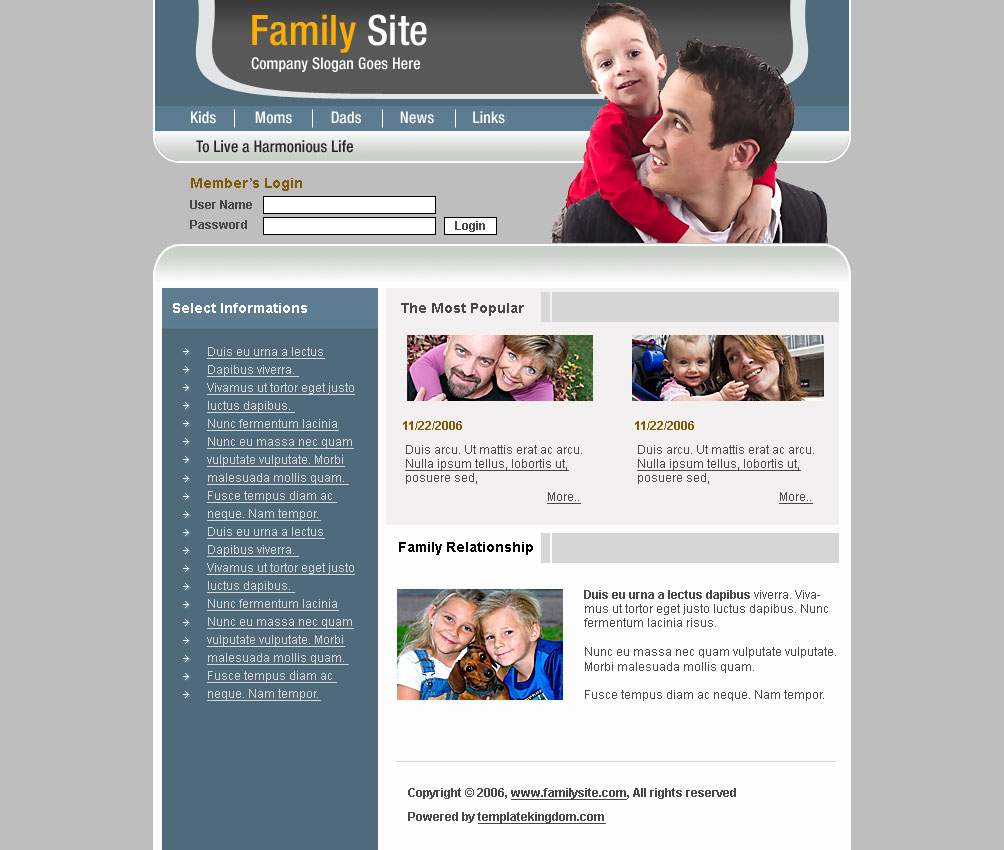 Family Site
Company Slogan Goes Here
Kids Moms Dads News Links
To Live a Harmonious Life
Member's Login
User Name
Password Login
Select Informations
Duis eu urna a lectus
Dapibus viverra.
Vivamus ut tortor eget justo
luctus dapibus.
Nunc fermentum lacinia
Nunc eu massa nec quam
vulputate vulputate. Morbi
malesuada mollis quam.
Fusce tempus diam ac
neque. Nam tempor.
Duis eu urna a lectus
Dapibus viverra.
Vivamus ut tortor eget justo
luctus dapibus.
Nunc fermentum lacinia
Nunc eu massa nec quam
vulputate vulputate. Morbi
malesuada mollis quam.
Fusce tempus diam ac
neque. Nam tempor.
The Most Popular
11/22/2006
Duis arcu. Ut mattis erat ac arcu.
Nulla ipsum tellus, lobortis ut,
posuere sed,
More..
11/22/2006
Duis arcu. Ut mattis erat ac arcu.
Nulla ipsum tellus, lobortis ut,
posuere sed,
More..
Family Relationship
Duis eu urna a lectus dapibus viverra. Viva-
mus ut tortor eget justo luctus dapibus. Nunc
fermentum lacinia risus.
Nunc eu massa nec quam vulputate vulputate.
Morbi malesuada mollis quam.
Fusce tempus diam ac neque. Nam tempor.
Copyright © 2006, www.familysite.com, All rights reserved
Powered by templatekingdom.com